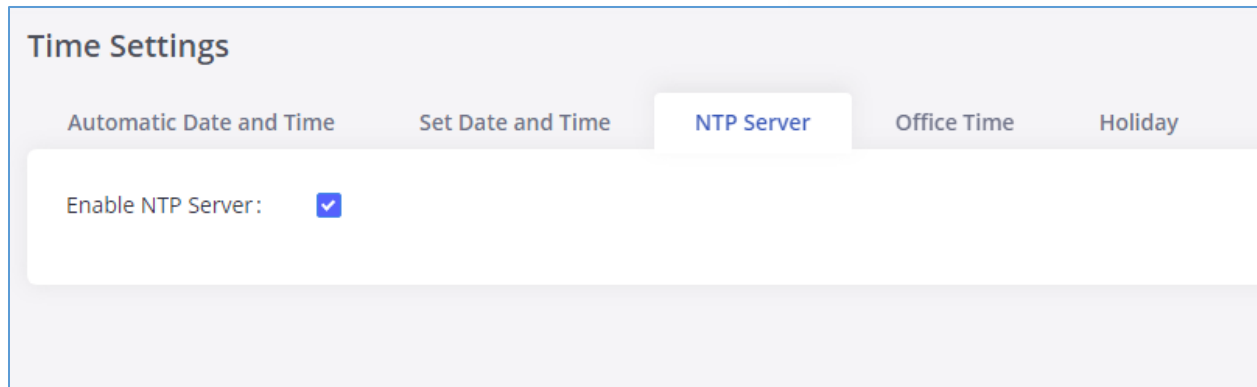 Time Settings
Automatic Date and Time Set Date and Time NTP Server Office Time Holiday
Enable NTP Server: